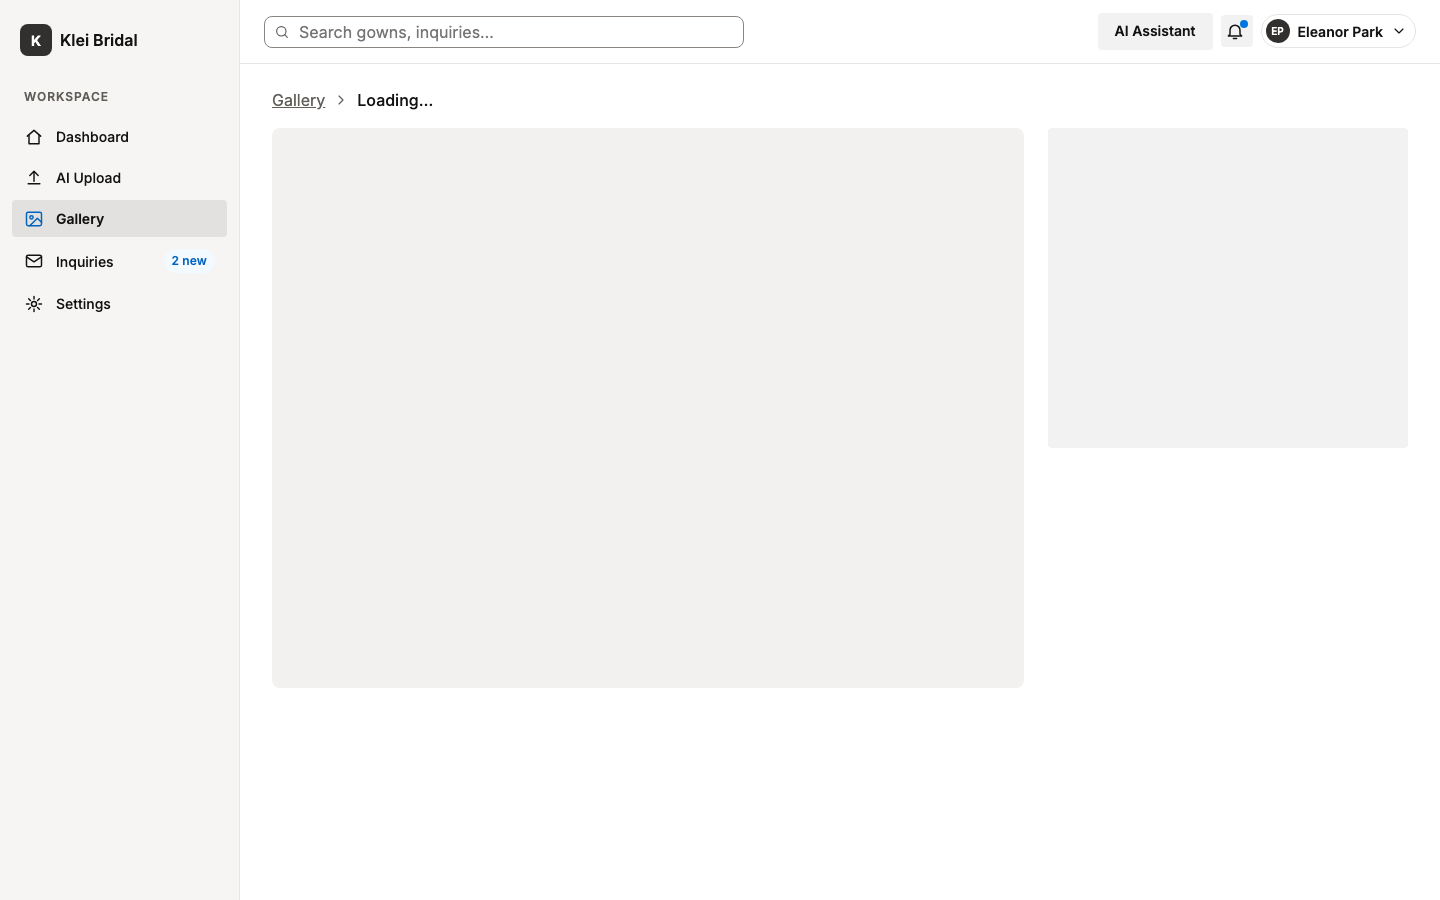 K Klei Bridal
WORKSPACE
Dashboard
AI Upload
Gallery
Inquiries 2 new
Settings
Search gowns, inquiries...
AI Assistant
EP Eleanor Park
Gallery > Loading...